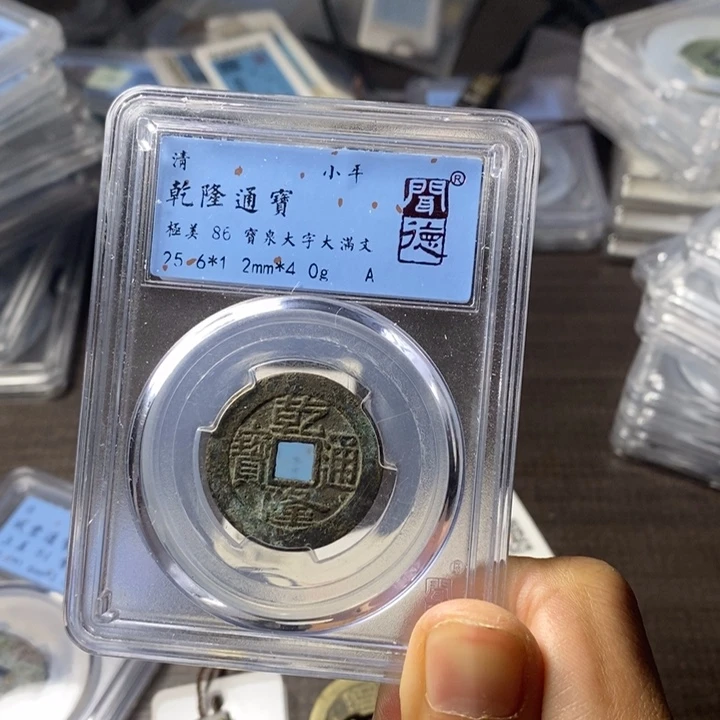 清 小平
乾隆通寶
極美 86 寶泉大字大滿文
25.6*1.2mm*4.0g A
聞德®
乾隆通寶